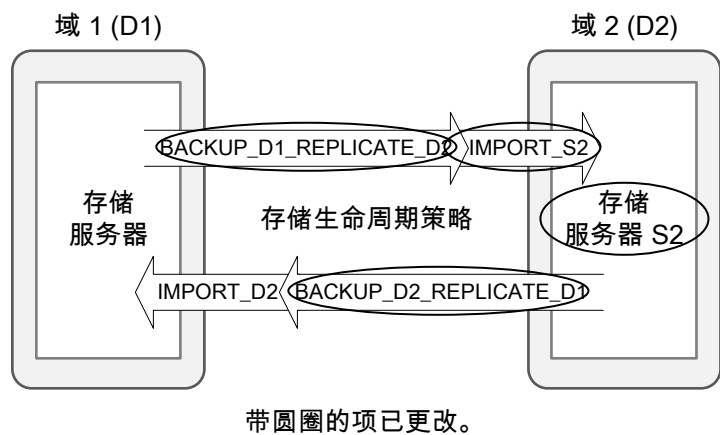 域 1 (D1)
域 2 (D2)
BACKUP_D1_REPLICATE_D2
IMPORT_S2
存储
服务器
存储生命周期策略
存储
服务器 S2
IMPORT_D2
BACKUP_D2_REPLICATE_D1
带圆圈的项已更改。